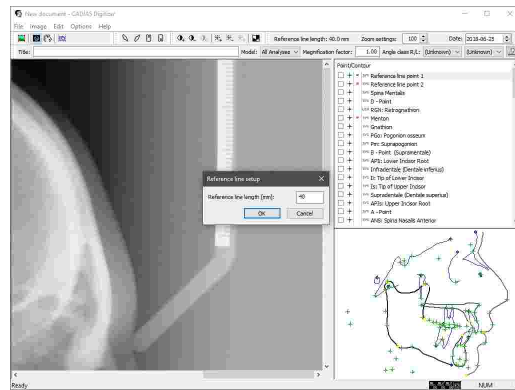 New document - CADIAS Digitizer
File Image Edit Options Help
Reference line length: 40.0 mm Zoom settings: 100 Date: 2018-06-25
Title: Model: All Analyses Magnification factor: 1.00 Angle class R/L: (Unknown) (Unknown)
Point/Contour
Reference line point 1
Reference line point 2
Spina Mentalis
D - Point
RGN: Retrognathion
Menton
Gnathion
PGo: Pogonion osseum
Pm: Suprapogonion
B - Point (Supramentale)
APIi: Lower Incisor Root
Infradentale (Dentale inferius)
Ii: Tip of Lower Incisor
Is: Tip of Upper Incisor
Supradentale (Dentale superius)
APIs: Upper Incisor Root
A - Point
ANS: Spina Nasalis Anterior
Reference line setup
Reference line length [mm]: 40
OK Cancel
Ready NUM